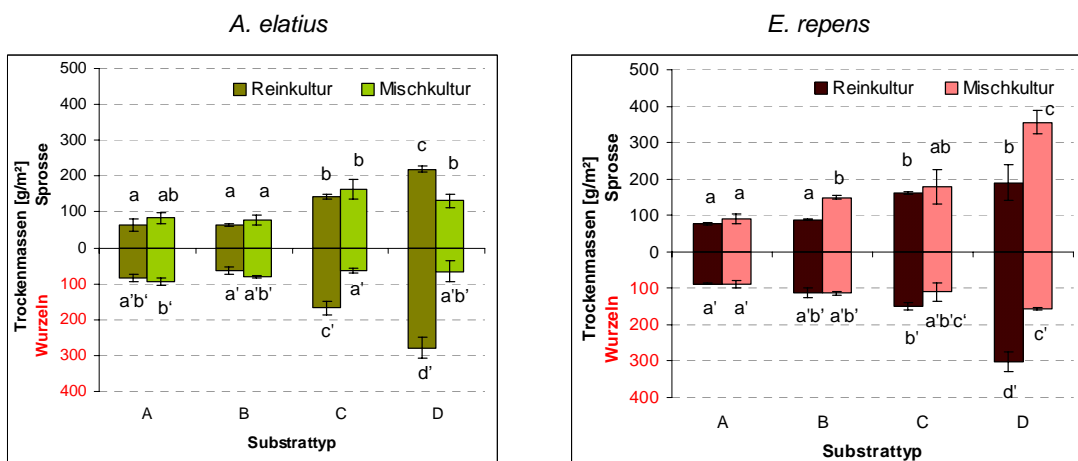 A. elatius
500
Reinkultur Mischkultur
400
300
200
100
0
100
200
300
400
Trockenmassen [g/m²]
Sprosse
Wurzeln
c
b b b
a ab a a
a'b‘ b‘ a' a'b' c' a' d' a'b'
A B C D
Substrattyp
E. repens
500
Reinkultur Mischkultur
400
300
200
100
0
100
200
300
400
Trockenmassen [g/m²]
Sprosse
Wurzeln
c
b ab b
a a a b
a' a' a'b' a'b' b' a'b'c‘ d' c'
A B C D
Substrattyp